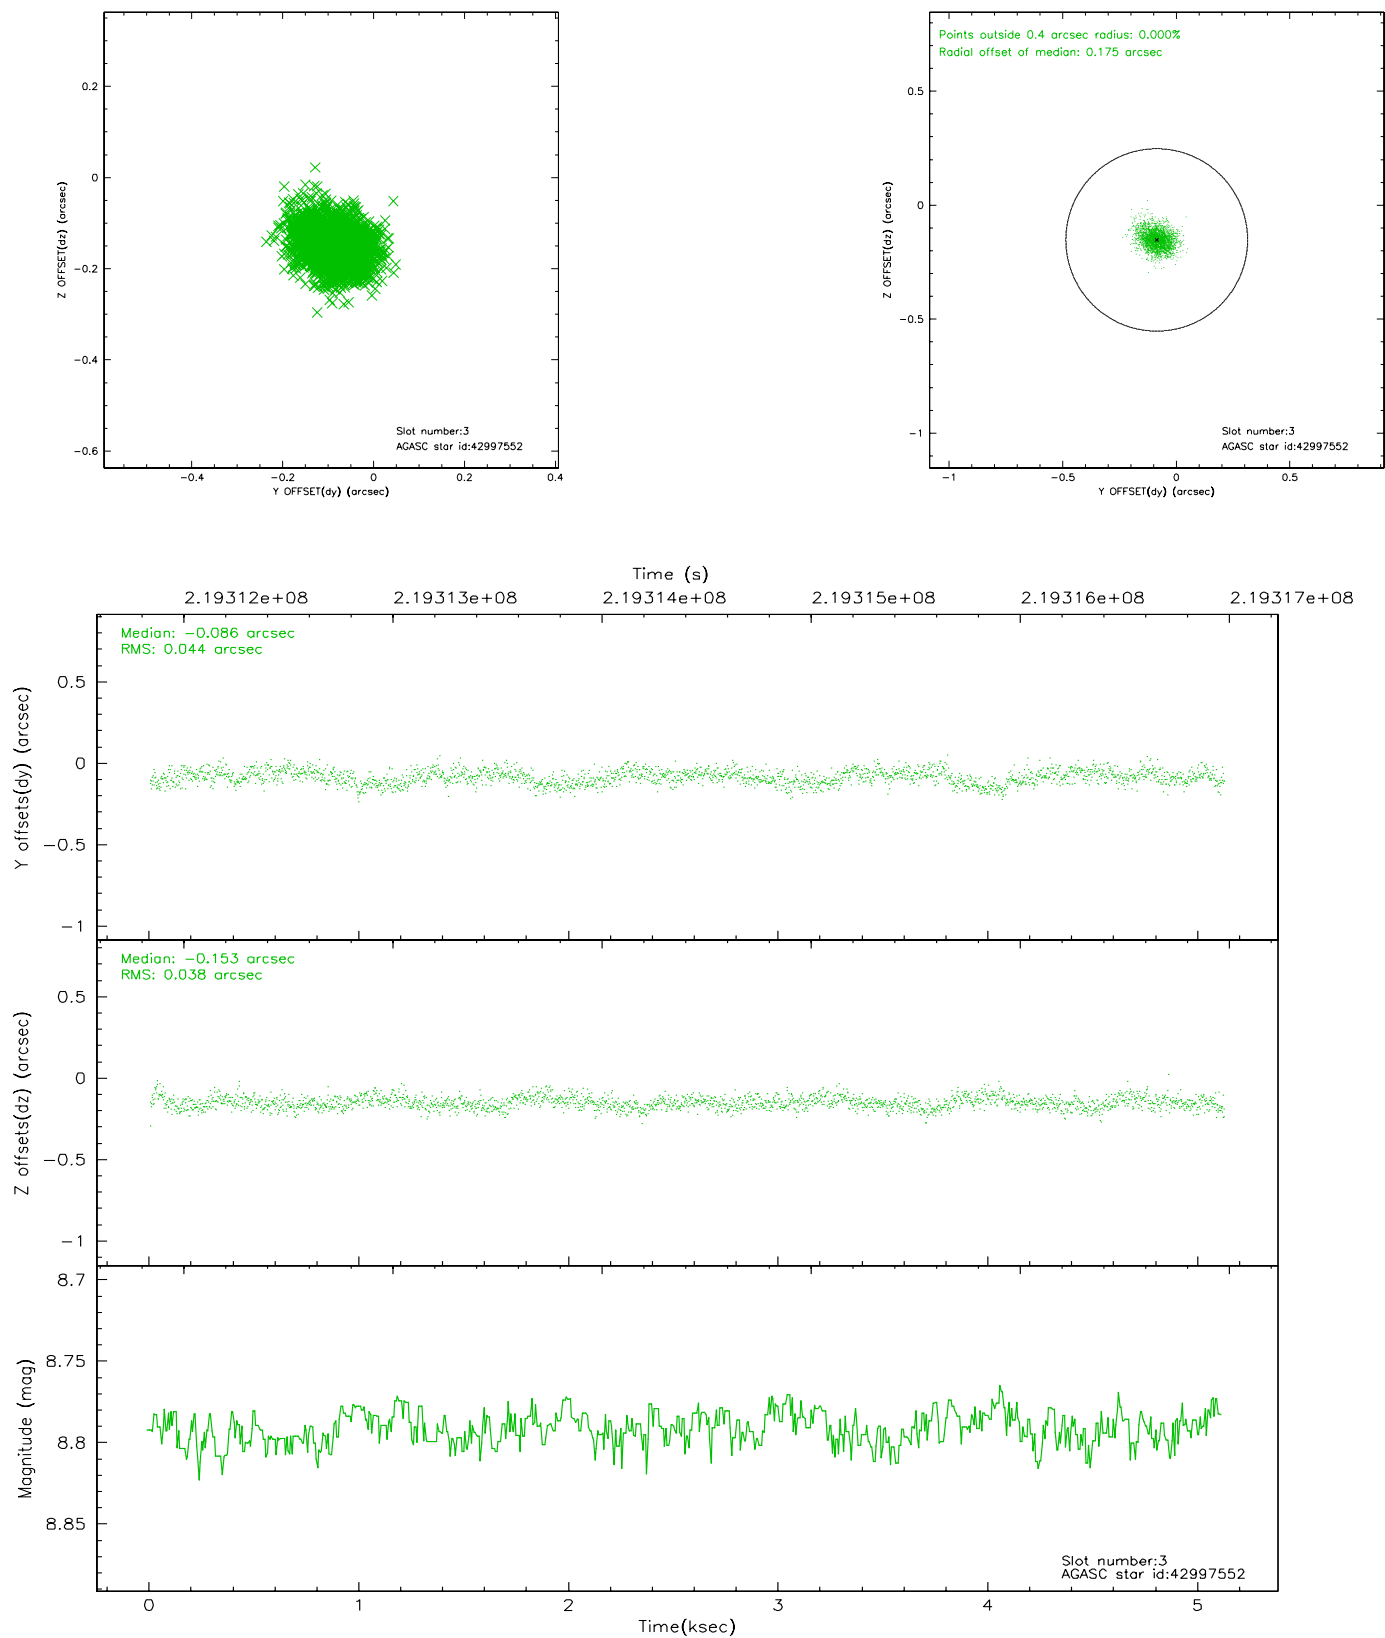 0.2
0
−0.2
−0.4
−0.6
Z OFFSET(dz) (arcsec)
Slot number:3
AGASC star id:42997552
−0.4 −0.2 0 0.2 0.4
Y OFFSET(dy) (arcsec)
Points outside 0.4 arcsec radius: 0.000%
Radial offset of median: 0.175 arcsec
0.5
0
−0.5
−1
Z OFFSET(dz) (arcsec)
Slot number:3
AGASC star id:42997552
−1 −0.5 0 0.5
Y OFFSET(dy) (arcsec)
Time (s)
2.19312e+08 2.19313e+08 2.19314e+08 2.19315e+08 2.19316e+08 2.19317e+08
Median: −0.086 arcsec
RMS: 0.044 arcsec
0.5
0
−0.5
−1
Y offsets(dy) (arcsec)
Median: −0.153 arcsec
RMS: 0.038 arcsec
0.5
0
−0.5
−1
Z offsets(dz) (arcsec)
8.7
8.75
8.8
8.85
Magnitude (mag)
Slot number:3
AGASC star id:42997552
0 1 2 3 4 5
Time(ksec)